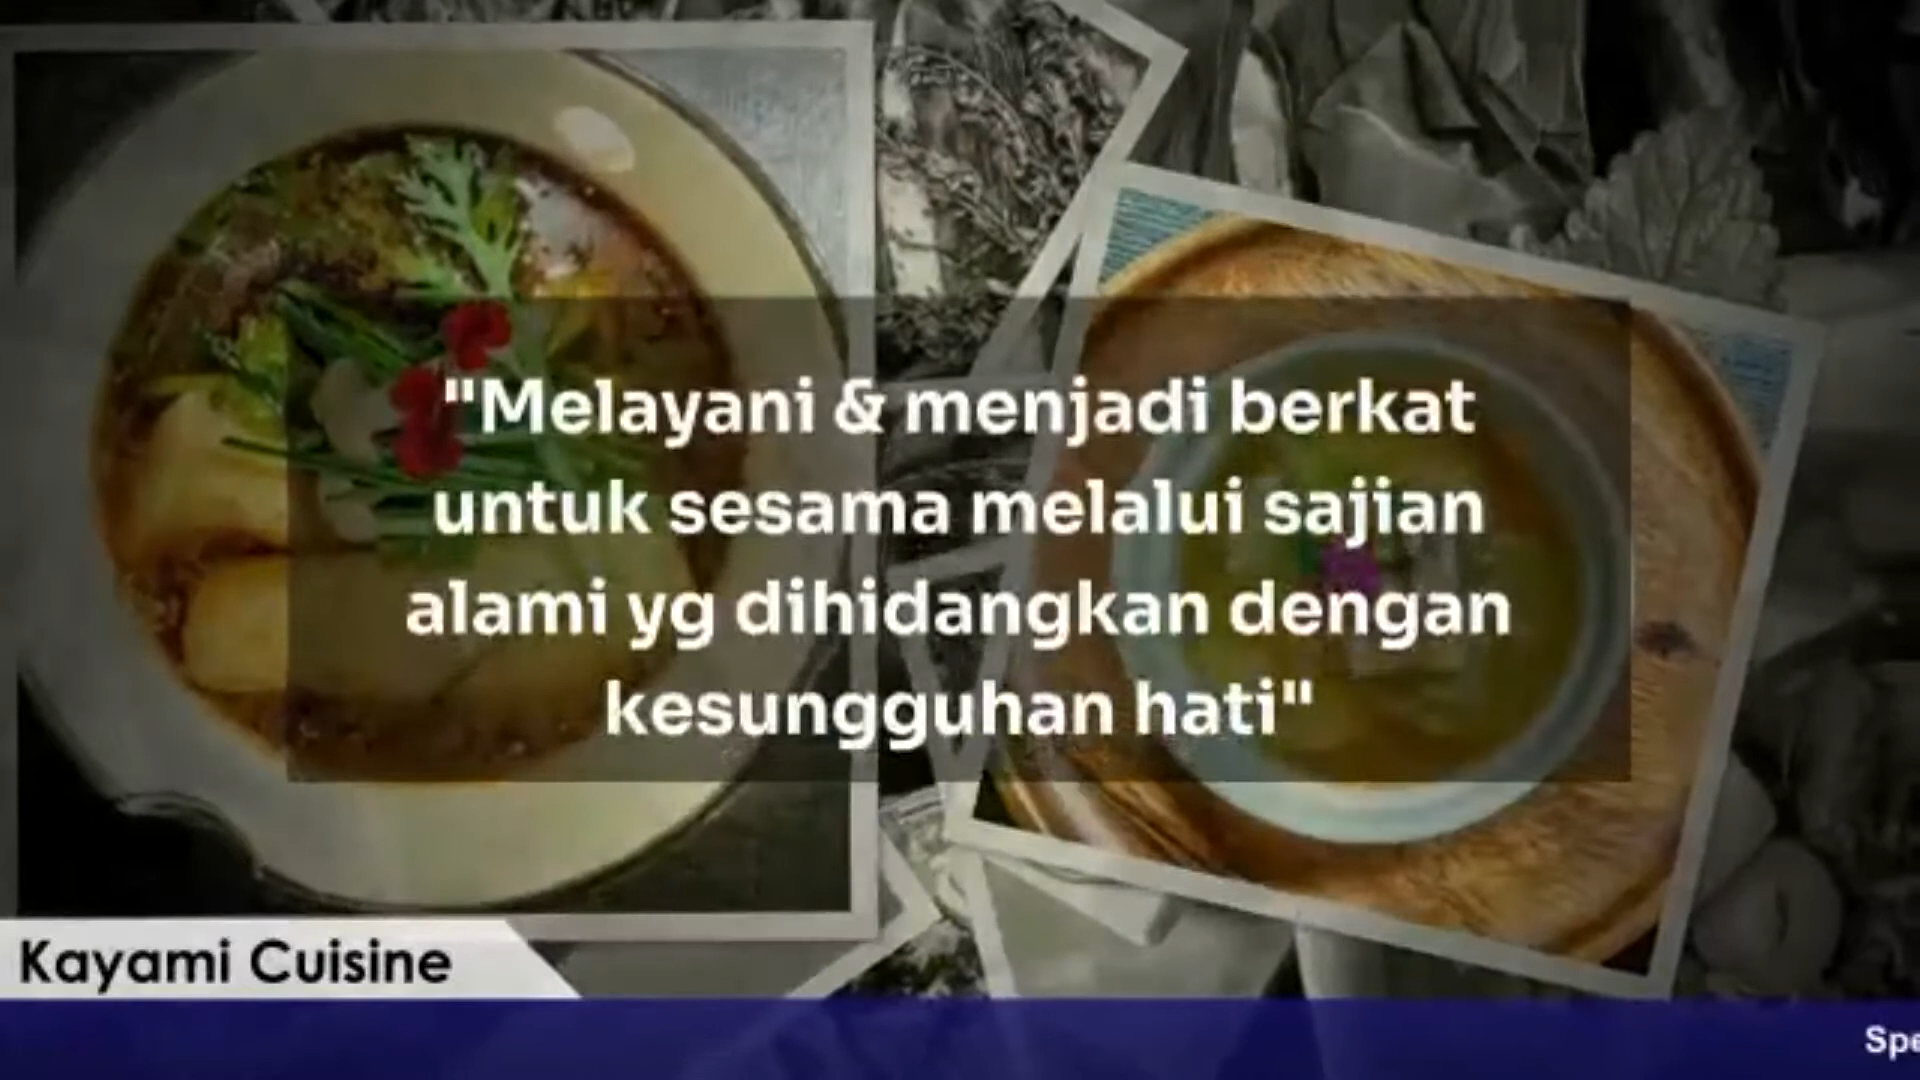 "Melayani & menjadi berkat
untuk sesama melalui sajian
alami yg dihidangkan dengan
kesungguhan hati"
Kayami Cuisine